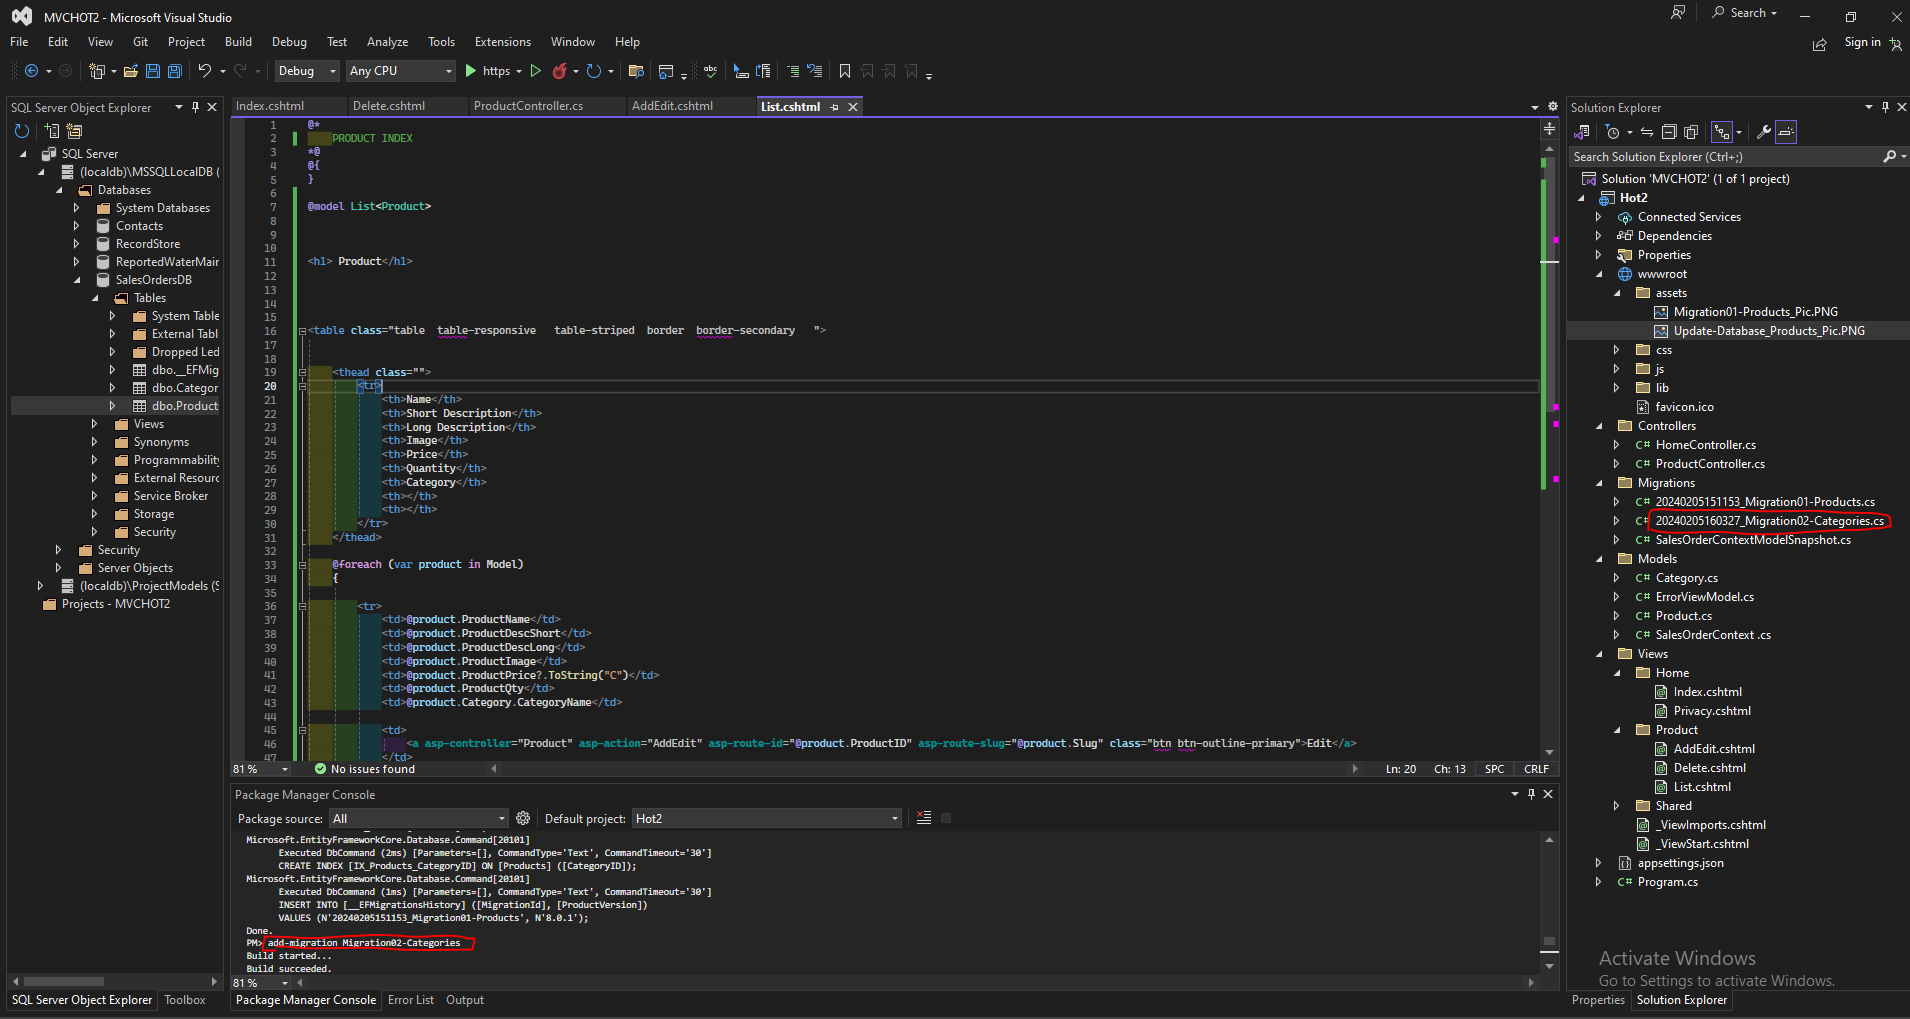 MVCHOT2 - Microsoft Visual Studio
Search
File Edit View Git Project Build Debug Test Analyze Tools Extensions Window Help
Sign in
Debug Any CPU https
SQL Server Object Explorer
SQL Server
(localdb)\MSSQLLocalDB (
Databases
System Databases
Contacts
RecordStore
ReportedWaterMair
SalesOrdersDB
Tables
System Table
External Tabl
Dropped Led
dbo.__EFMig
dbo.Categor
dbo.Product
Views
Synonyms
Programmability
External Resourc
Service Broker
Storage
Security
Security
Server Objects
(localdb)\ProjectModels (S
Projects - MVCHOT2
SQL Server Object Explorer Toolbox
Index.cshtml Delete.cshtml ProductController.cs AddEdit.cshtml List.cshtml
1 @*
2 PRODUCT INDEX
3 *@
4 @{
5 }
6
7 @model List<Product>
8
9
10
11 <h1> Product</h1>
12
13
14
15
16 <table class="table table-responsive table-striped border border-secondary ">
17
18
19 <thead class="">
20 <tr>
21 <th>Name</th>
22 <th>Short Description</th>
23 <th>Long Description</th>
24 <th>Image</th>
25 <th>Price</th>
26 <th>Quantity</th>
27 <th>Category</th>
28 <th></th>
29 <th></th>
30 </tr>
31 </thead>
32
33 @foreach (var product in Model)
34 {
35
36 <tr>
37 <td>@product.ProductName</td>
38 <td>@product.ProductDescShort</td>
39 <td>@product.ProductDescLong</td>
40 <td>@product.ProductImage</td>
41 <td>@product.ProductPrice?.ToString("C")</td>
42 <td>@product.ProductQty</td>
43 <td>@product.Category.CategoryName</td>
44
45 <td>
46 <a asp-controller="Product" asp-action="AddEdit" asp-route-id="@product.ProductID" asp-route-slug="@product.Slug" class="btn btn-outline-primary">Edit</a>
47 </td>
81 % No issues found Ln: 20 Ch: 13 SPC CRLF
Package Manager Console
Package source: All Default project: Hot2
Microsoft.EntityFrameworkCore.Database.Command[20101]
Executed DbCommand (2ms) [Parameters=[], CommandType='Text', CommandTimeout='30']
CREATE INDEX [IX_Products_CategoryID] ON [Products] ([CategoryID]);
Microsoft.EntityFrameworkCore.Database.Command[20101]
Executed DbCommand (1ms) [Parameters=[], CommandType='Text', CommandTimeout='30']
INSERT INTO [__EFMigrationsHistory] ([MigrationId], [ProductVersion])
VALUES (N'20240205151153_Migration01-Products', N'8.0.1');
Done.
PM> add-migration Migration02-Categories
Build started...
Build succeeded.
81 %
Package Manager Console Error List Output
Solution Explorer
Search Solution Explorer (Ctrl+;)
Solution 'MVCHOT2' (1 of 1 project)
Hot2
Connected Services
Dependencies
Properties
wwwroot
assets
Migration01-Products_Pic.PNG
Update-Database_Products_Pic.PNG
css
js
lib
favicon.ico
Controllers
C# HomeController.cs
C# ProductController.cs
Migrations
C# 20240205151153_Migration01-Products.cs
C# 20240205160327_Migration02-Categories.cs
C# SalesOrderContextModelSnapshot.cs
Models
C# Category.cs
C# ErrorViewModel.cs
C# Product.cs
C# SalesOrderContext .cs
Views
Home
Index.cshtml
Privacy.cshtml
Product
AddEdit.cshtml
Delete.cshtml
List.cshtml
Shared
_ViewImports.cshtml
_ViewStart.cshtml
appsettings.json
C# Program.cs
Activate Windows
Go to Settings to activate Windows.
Properties Solution Explorer